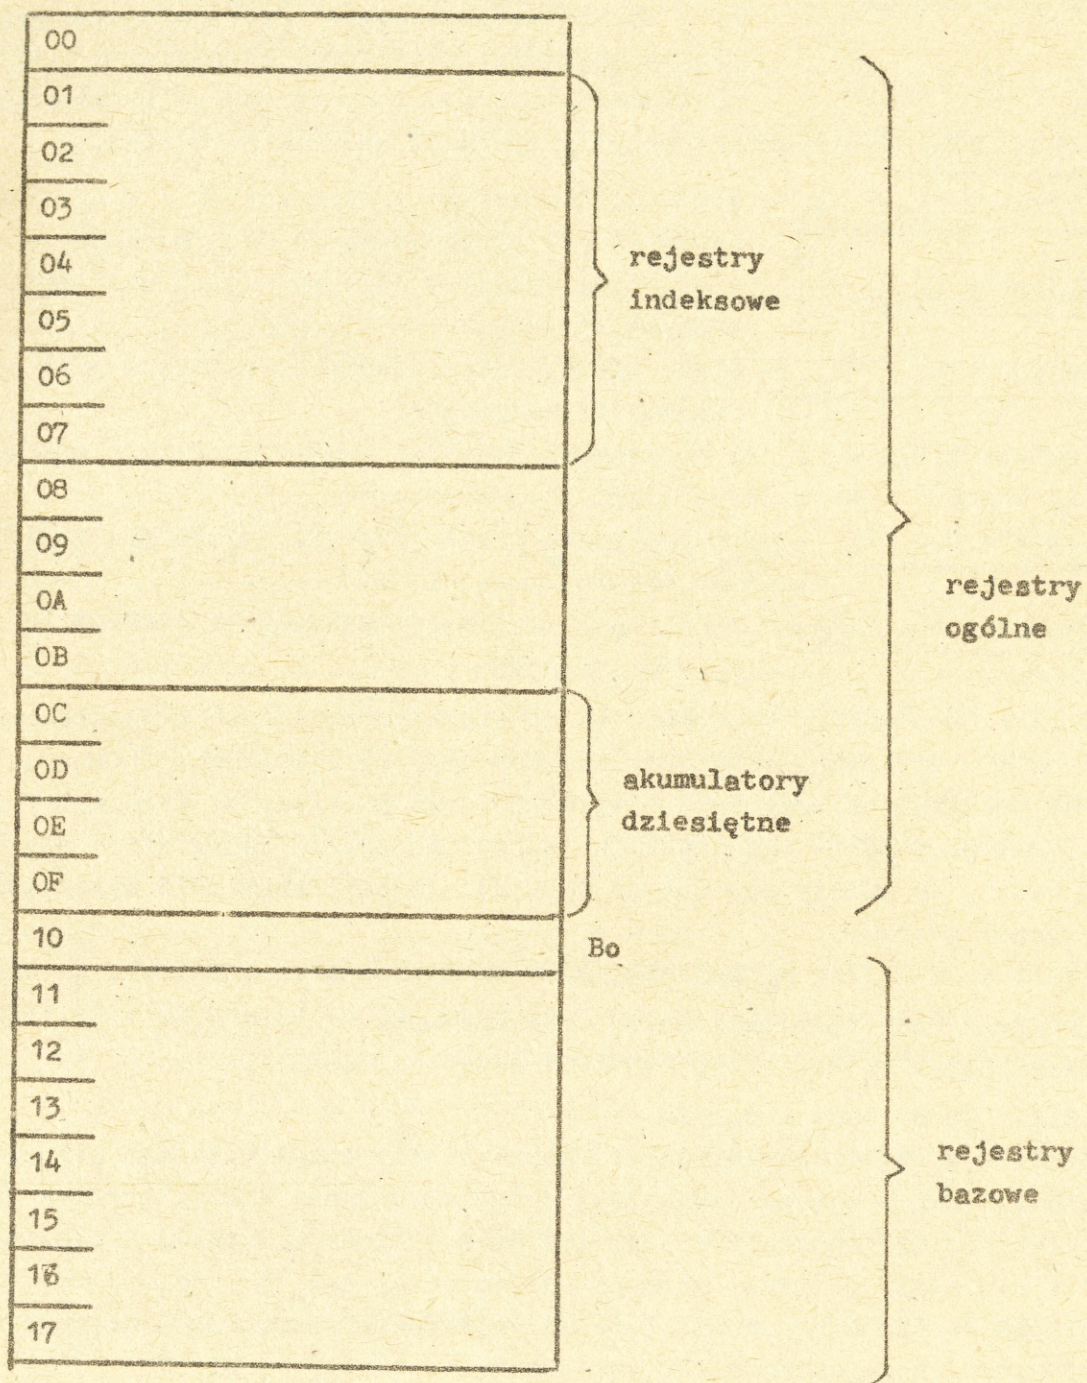 00
01
02
03
04
05
06
07
08
09
0A
0B
0C
0D
0E
0F
10
11
12
13
14
15
16
17
rejestry
indeksowe
akumulatory
dziesiętne
Bo
rejestry
ogólne
rejestry
bazowe